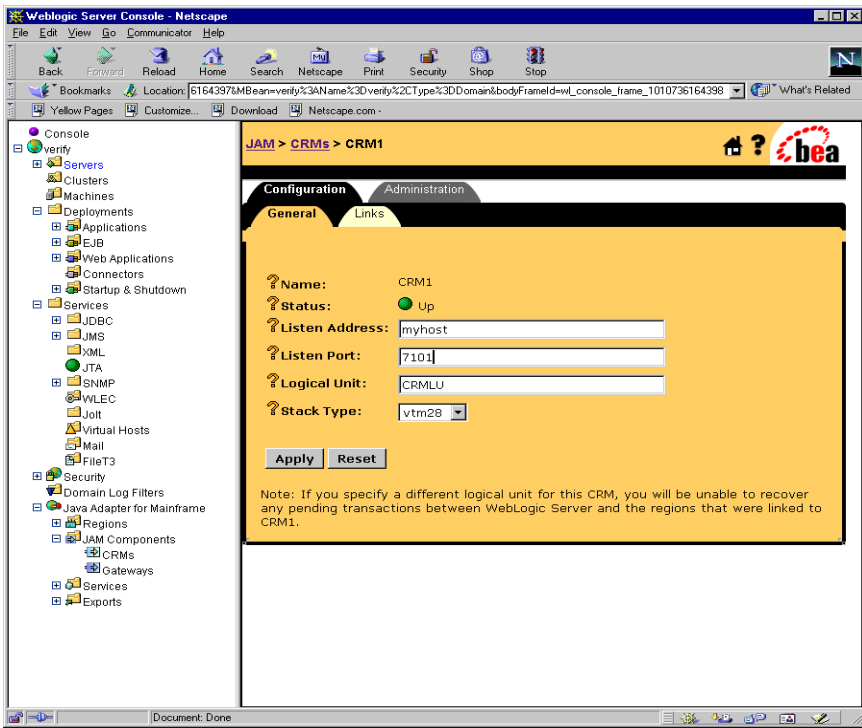 Weblogic Server Console - Netscape
File Edit View Go Communicator Help
Back Forward Reload Home Search Netscape Print Security Shop Stop
My
N
Bookmarks Location: 6164397&MBean=verify%3AName%3Dverify%2CType%3DDomain&bodyFrameId=wl_console_frame_1010736164398 What's Related
Yellow Pages Customize... Download Netscape.com -
Console
verify
Servers
Clusters
Machines
Deployments
Applications
EJB
Web Applications
Connectors
Startup & Shutdown
Services
JDBC
JMS
XML
JTA
SNMP
WLEC
Jolt
Virtual Hosts
Mail
FileT3
Security
Domain Log Filters
Java Adapter for Mainframe
Regions
JAM Components
CRMs
Gateways
Services
Exports
JAM > CRMs > CRM1
? bea
Configuration Administration
General Links
? Name: CRM1
? Status: Up
? Listen Address: myhost
? Listen Port: 7101
? Logical Unit: CRMLU
? Stack Type: vtm28
Apply Reset
Note: If you specify a different logical unit for this CRM, you will be unable to recover
any pending transactions between WebLogic Server and the regions that were linked to
CRM1.
Document: Done